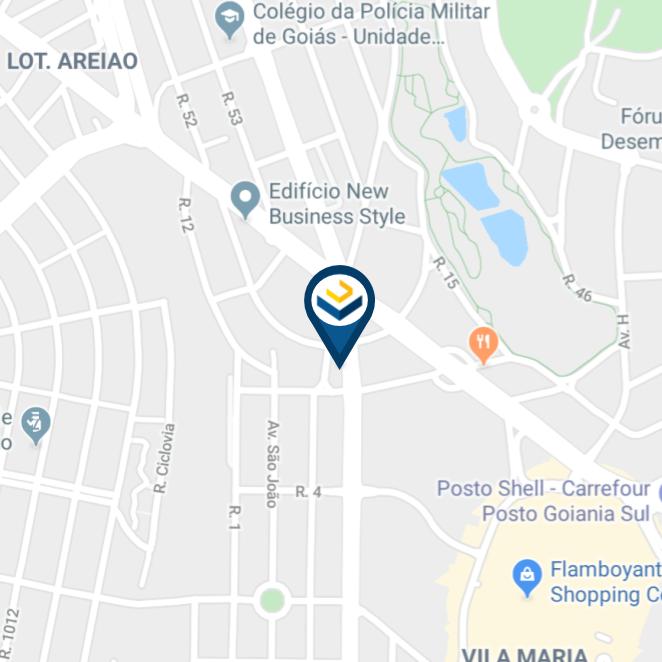 Colégio da Polícia Militar
de Goiás - Unidade...
LOT. AREIAO
R. 52
R. 53
Fóru
Desem
Edifício New
Business Style
R. 12
R. 15
R. 46
Av. H
e
o
R. Ciclovia
Av. São João
R. 4
R. 1
Posto Shell - Carrefour
Posto Goiania Sul
Flamboyant
Shopping Ce
R. 1012
VILA MARIA